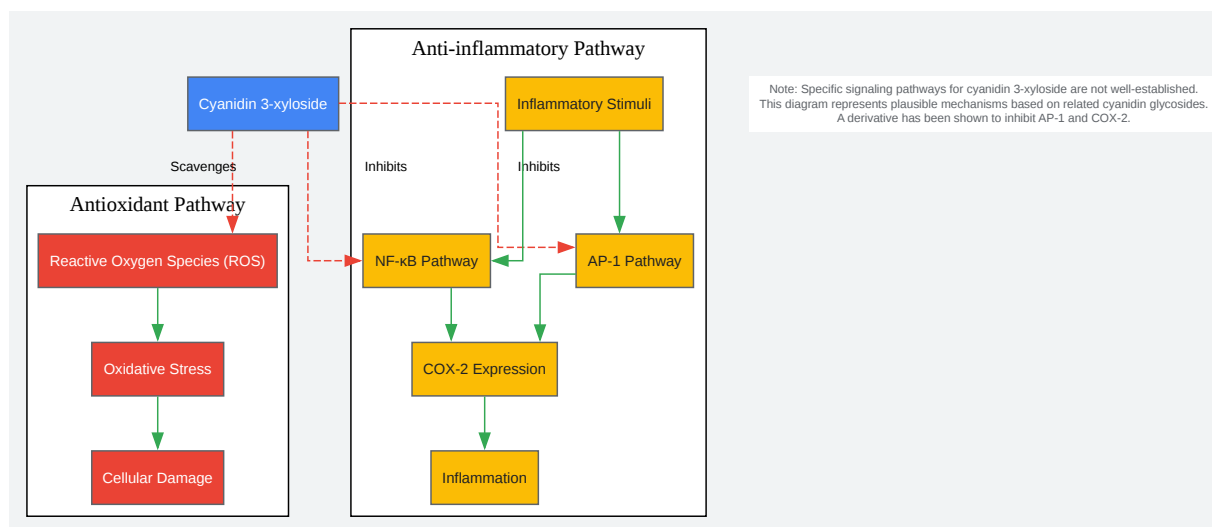 Anti-inflammatory Pathway
Cyanidin 3-xyloside
Inflammatory Stimuli
Note: Specific signaling pathways for cyanidin 3-xyloside are not well-established.
This diagram represents plausible mechanisms based on related cyanidin glycosides.
A derivative has been shown to inhibit AP-1 and COX-2.
Scavenges
Inhibits
Inhibits
Antioxidant Pathway
Reactive Oxygen Species (ROS)
NF-κB Pathway
AP-1 Pathway
Oxidative Stress
COX-2 Expression
Cellular Damage
Inflammation